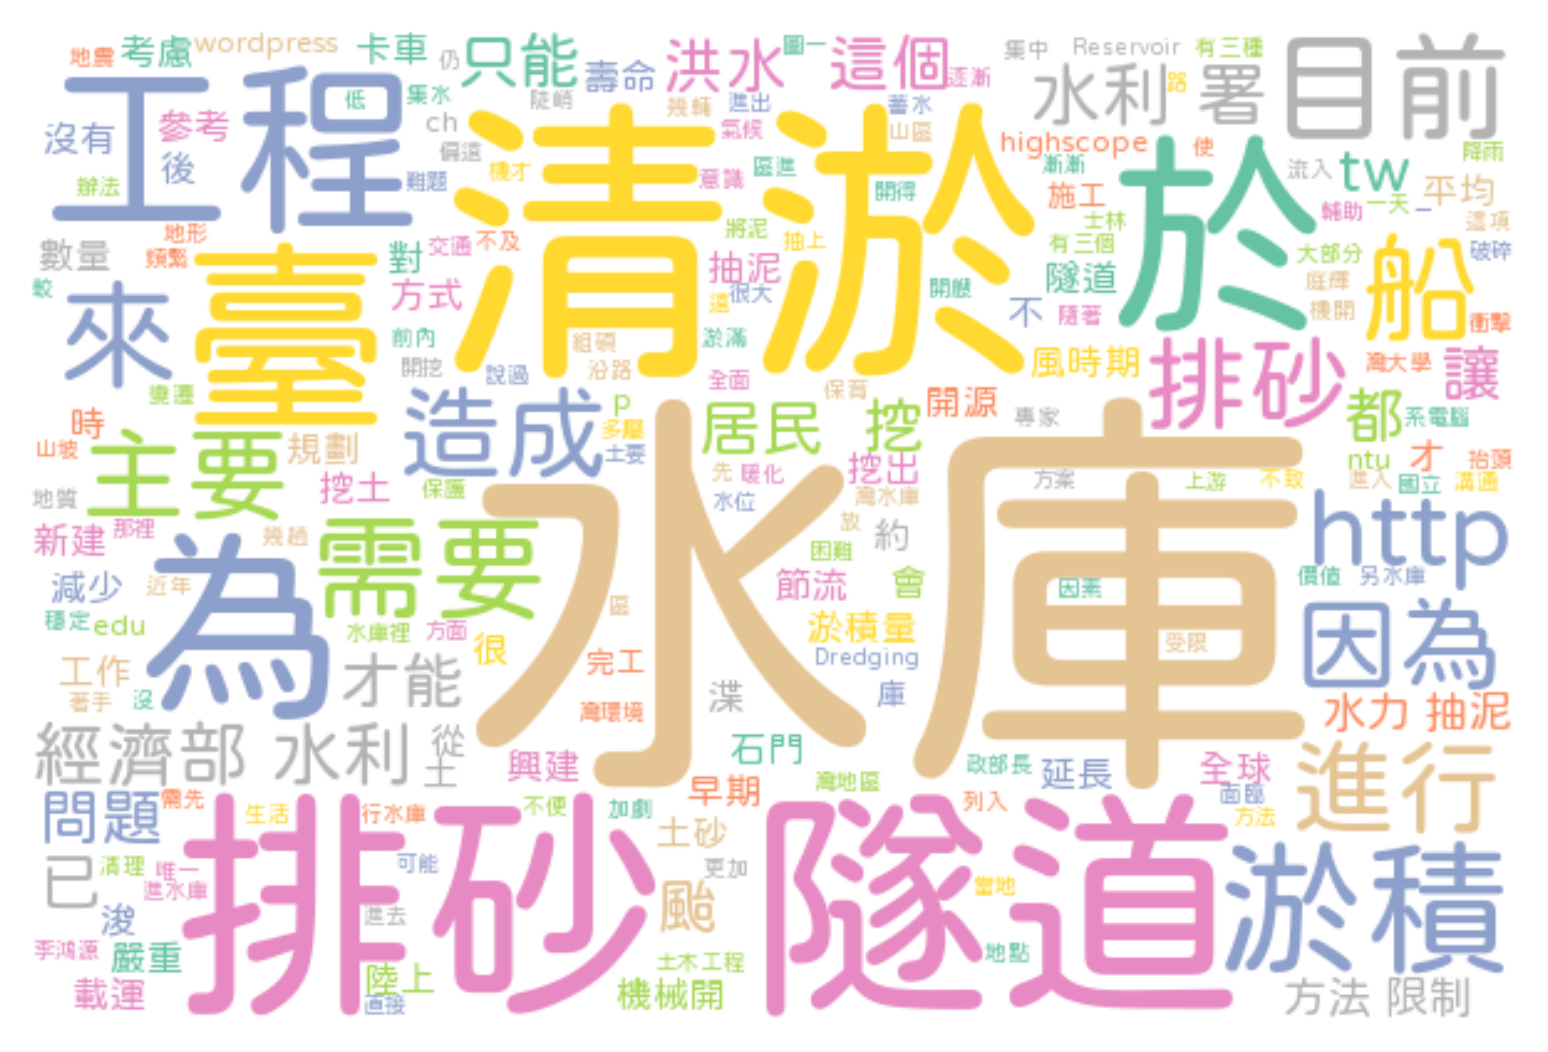 地震 考慮 wordpress 卡車 仍 只能 壽命 洪水 圖一 這個 逐漸 集中 Reservoir 有三種 目前
工程 低 集水 陡峭 幾輛 進出 蓄水 水利 路 署
沒有 參考 ch 偏遠 氣候 山區 highscope 使 漸漸 流入 tw 降雨
辦法 後 難題 機才 清淤 意識 區進 開得 施工 於 平均
地形 交通 不及 將泥 抽上 士林 有三個 輔助 一天 一 這項
數量 頻繁 臺 對 抽泥 隧道 大部分 船 破碎
較 來 方式 這 很大 開艘 不 隨著 庭輝 機開 衝擊
前內 粗礪 淤滿
開挖 說過 沿路 全面 保育 風時期 排砂 灣大學 讓
變遷 時 造成 p 居民 挖 開源 專家 都 系電腦
山坡 主要 規劃 多屬 土要 挖出 ntu 才 抬頭
地質 挖土 保護 先 暖化 水位 灣水庫 方案 上游 不致 進入 國立 溝通
新建 那裡 幾趟 需要 水庫 放 約 http
減少 近年 為 困難 節流 會 因素 價值 另水庫
穩定 edu 水庫裡 方面 區 淤積量 因為
工作 很 完工 Dredging 受限
著手 沒 才能 灣環境 渫 庫 水力 抽泥
經濟部 水利 從 土 興建 石門 灣地區 政部長 延長 全球 進行
問題 需先 生活 行水庫 不便 加劇 早期 列入 面臨 方法
已 清理 唯一 進水庫 排砂 隧道 可能 土砂 更加 當地 淤積
浚 進去 颱
李鴻源 嚴重 陸上 土木工程 地點
載運 直接 機械開 方法 限制